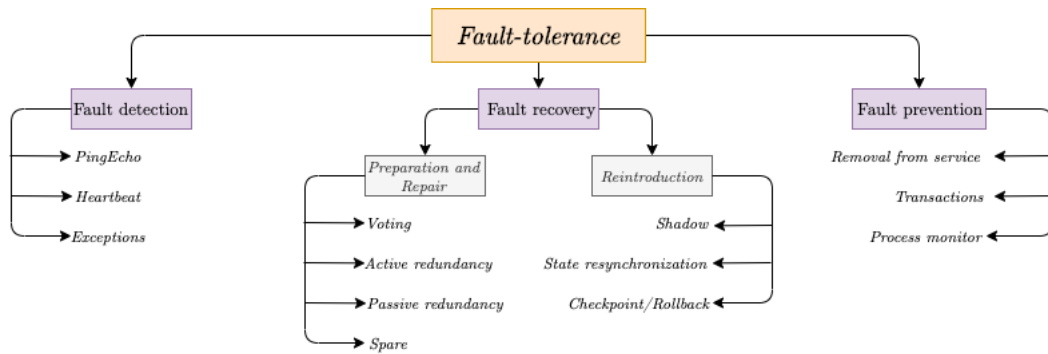 Fault-tolerance
Fault detection
PingEcho
Heartbeat
Exceptions
Fault recovery
Preparation and
Repair
Voting
Active redundancy
Passive redundancy
Spare
Reintroduction
Shadow
State resynchronization
Checkpoint/Rollback
Fault prevention
Removal from service
Transactions
Process monitor